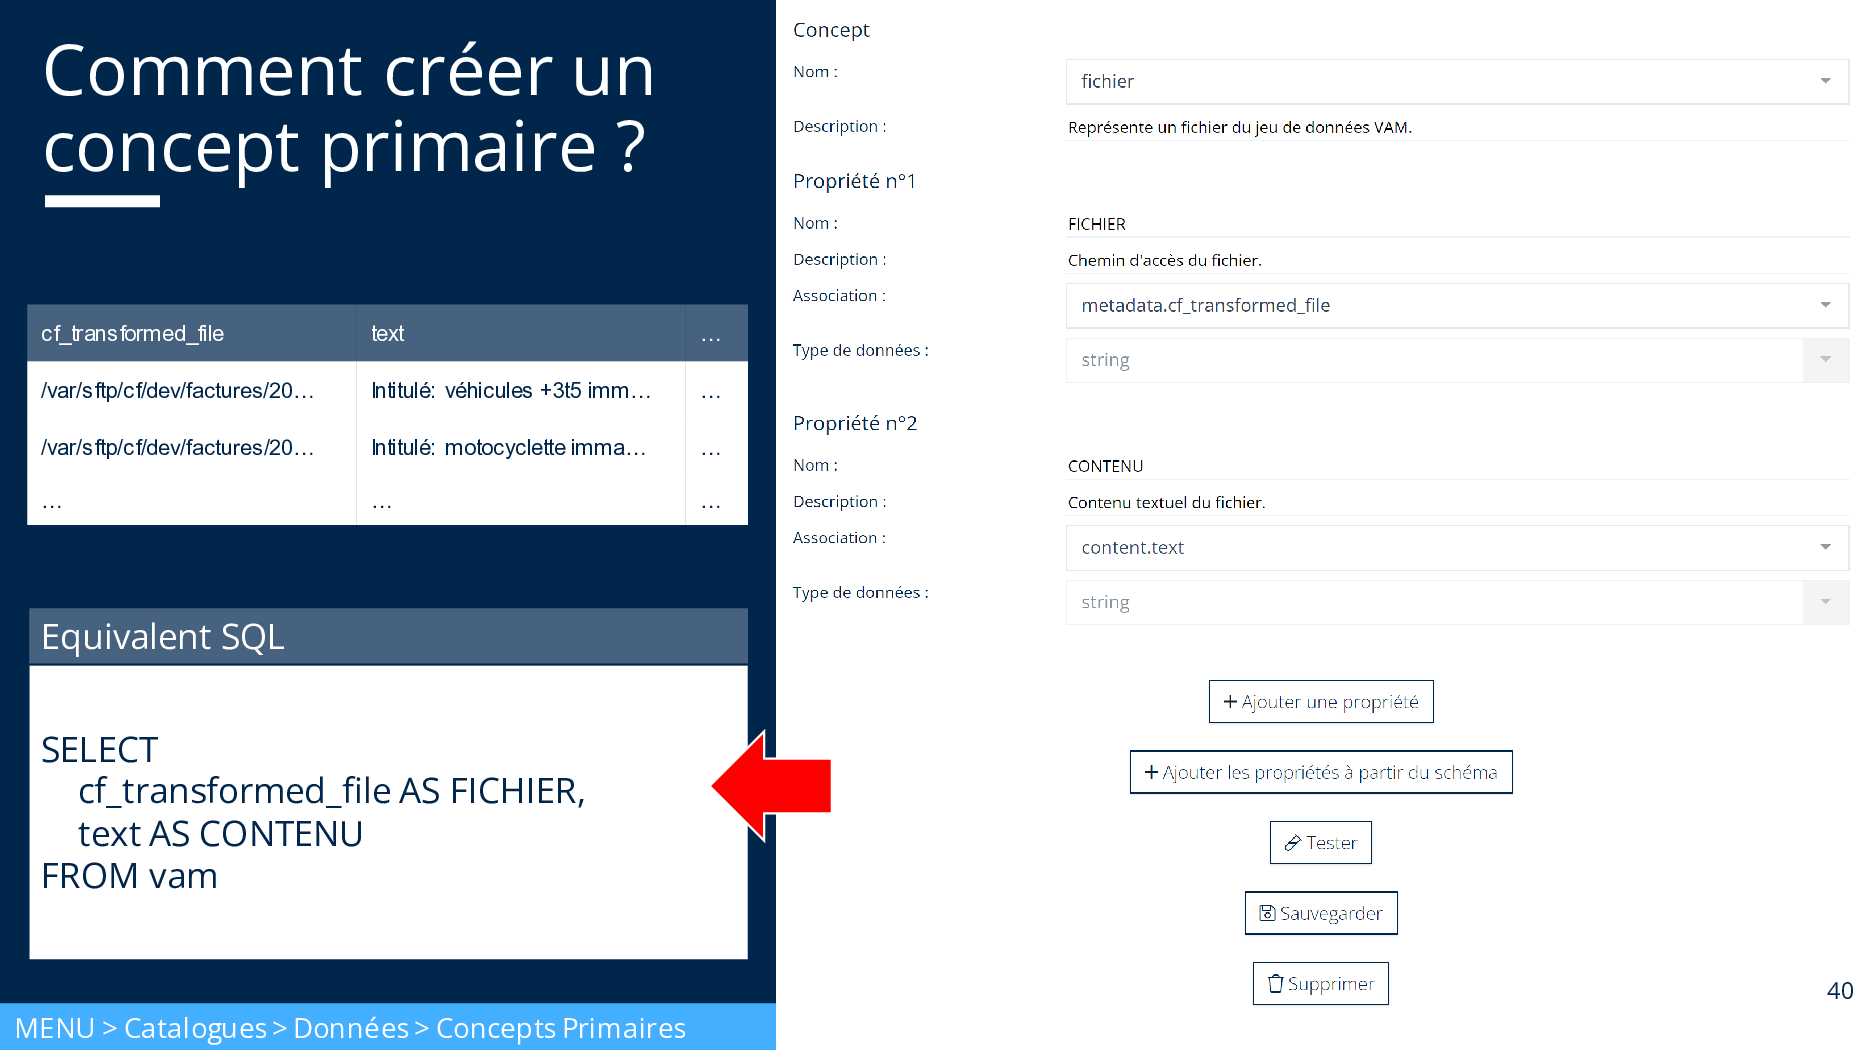 Comment créer un
concept primaire ?
cf_transformed_file text ...
/var/sftp/cf/dev/factures/20... Intitulé: véhicules +3t5 imm... ...
/var/sftp/cf/dev/factures/20... Intitulé: motocyclette imma... ...
... ... ...
Equivalent SQL
SELECT
cf_transformed_file AS FICHIER,
text AS CONTENU
FROM vam
MENU > Catalogues > Données > Concepts Primaires
Concept
Nom : fichier
Description : Représente un fichier du jeu de données VAM.
Propriété n°1
Nom : FICHIER
Description : Chemin d'accès du fichier.
Association : metadata.cf_transformed_file
Type de données : string
Propriété n°2
Nom : CONTENU
Description : Contenu textuel du fichier.
Association : content.text
Type de données : string
+ Ajouter une propriété
+ Ajouter les propriétés à partir du schéma
Tester
Sauvegarder
Supprimer
40